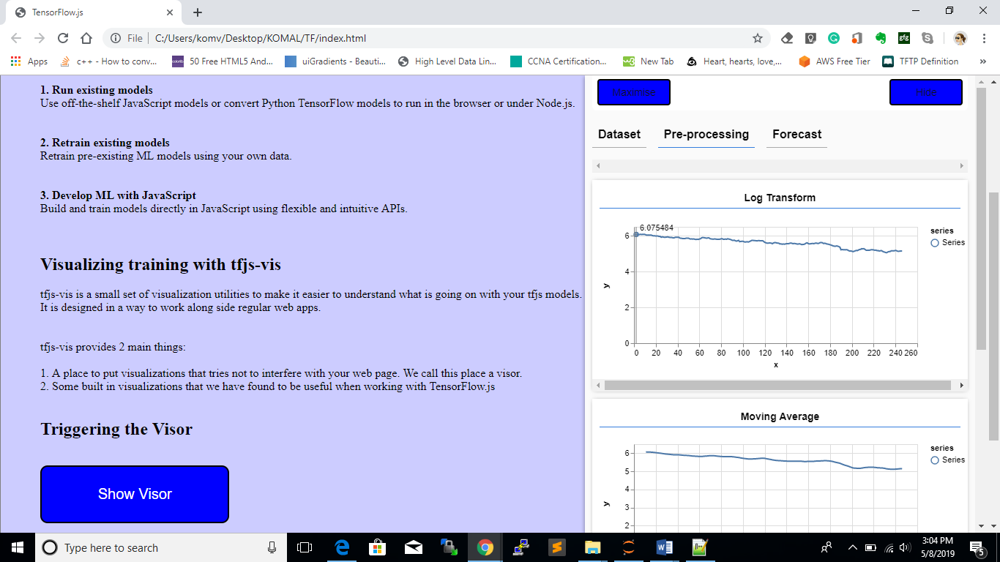 TensorFlow.js
File
C:/Users/komv/Desktop/KOMAL/TF/index.html
gfg
Apps
c++ - How to conv...
50 Free HTML5 And...
uiGradients - Beauti...
High Level Data Lin...
CCNA Certification...
New Tab
Heart, hearts, love,...
AWS Free Tier
TFTP Definition
1. Run existing models
Use off-the-shelf JavaScript models or convert Python TensorFlow models to run in the browser or under Node.js.
2. Retrain existing models
Retrain pre-existing ML models using your own data.
3. Develop ML with JavaScript
Build and train models directly in JavaScript using flexible and intuitive APIs.
Visualizing training with tfjs-vis
tfjs-vis is a small set of visualization utilities to make it easier to understand what is going on with your tfjs models.
It is designed in a way to work along side regular web apps.
tfjs-vis provides 2 main things:
1. A place to put visualizations that tries not to interfere with your web page. We call this place a visor.
2. Some built in visualizations that we have found to be useful when working with TensorFlow.js
Triggering the Visor
Show Visor
Maximise
Hide
Dataset
Pre-processing
Forecast
Log Transform
6.075484
6
4
2
0
y
0 20 40 60 80 100 120 140 160 180 200 220 240 260
x
series
Series
Moving Average
6
5
4
3
2
y
series
Series
Type here to search
3:04 PM
5/8/2019
5